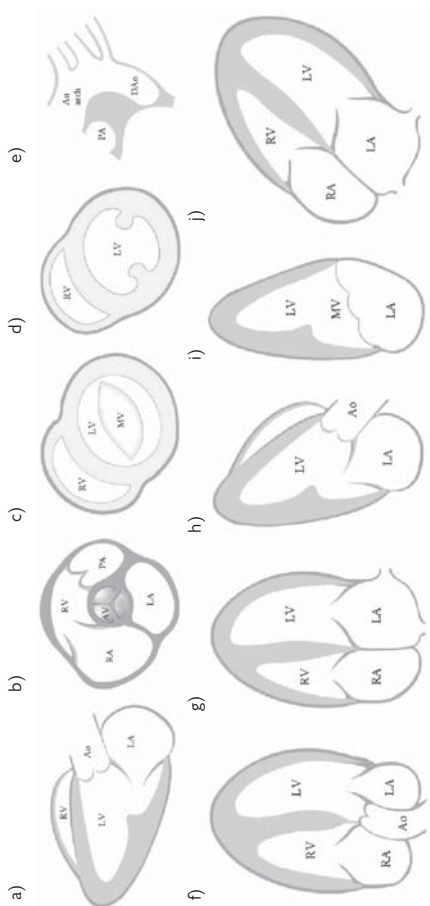 a)
RV
LV
Ao
LA
b)
RV
PA
AV
RA
LA
c)
RV
LV
MV
d)
RV
LV
e)
Ao
arch
PA
DAo
f)
RV
LV
RA
Ao
LA
g)
RV
LV
RA
LA
h)
LV
Ao
LA
i)
LV
MV
LA
j)
RV
LV
RA
LA